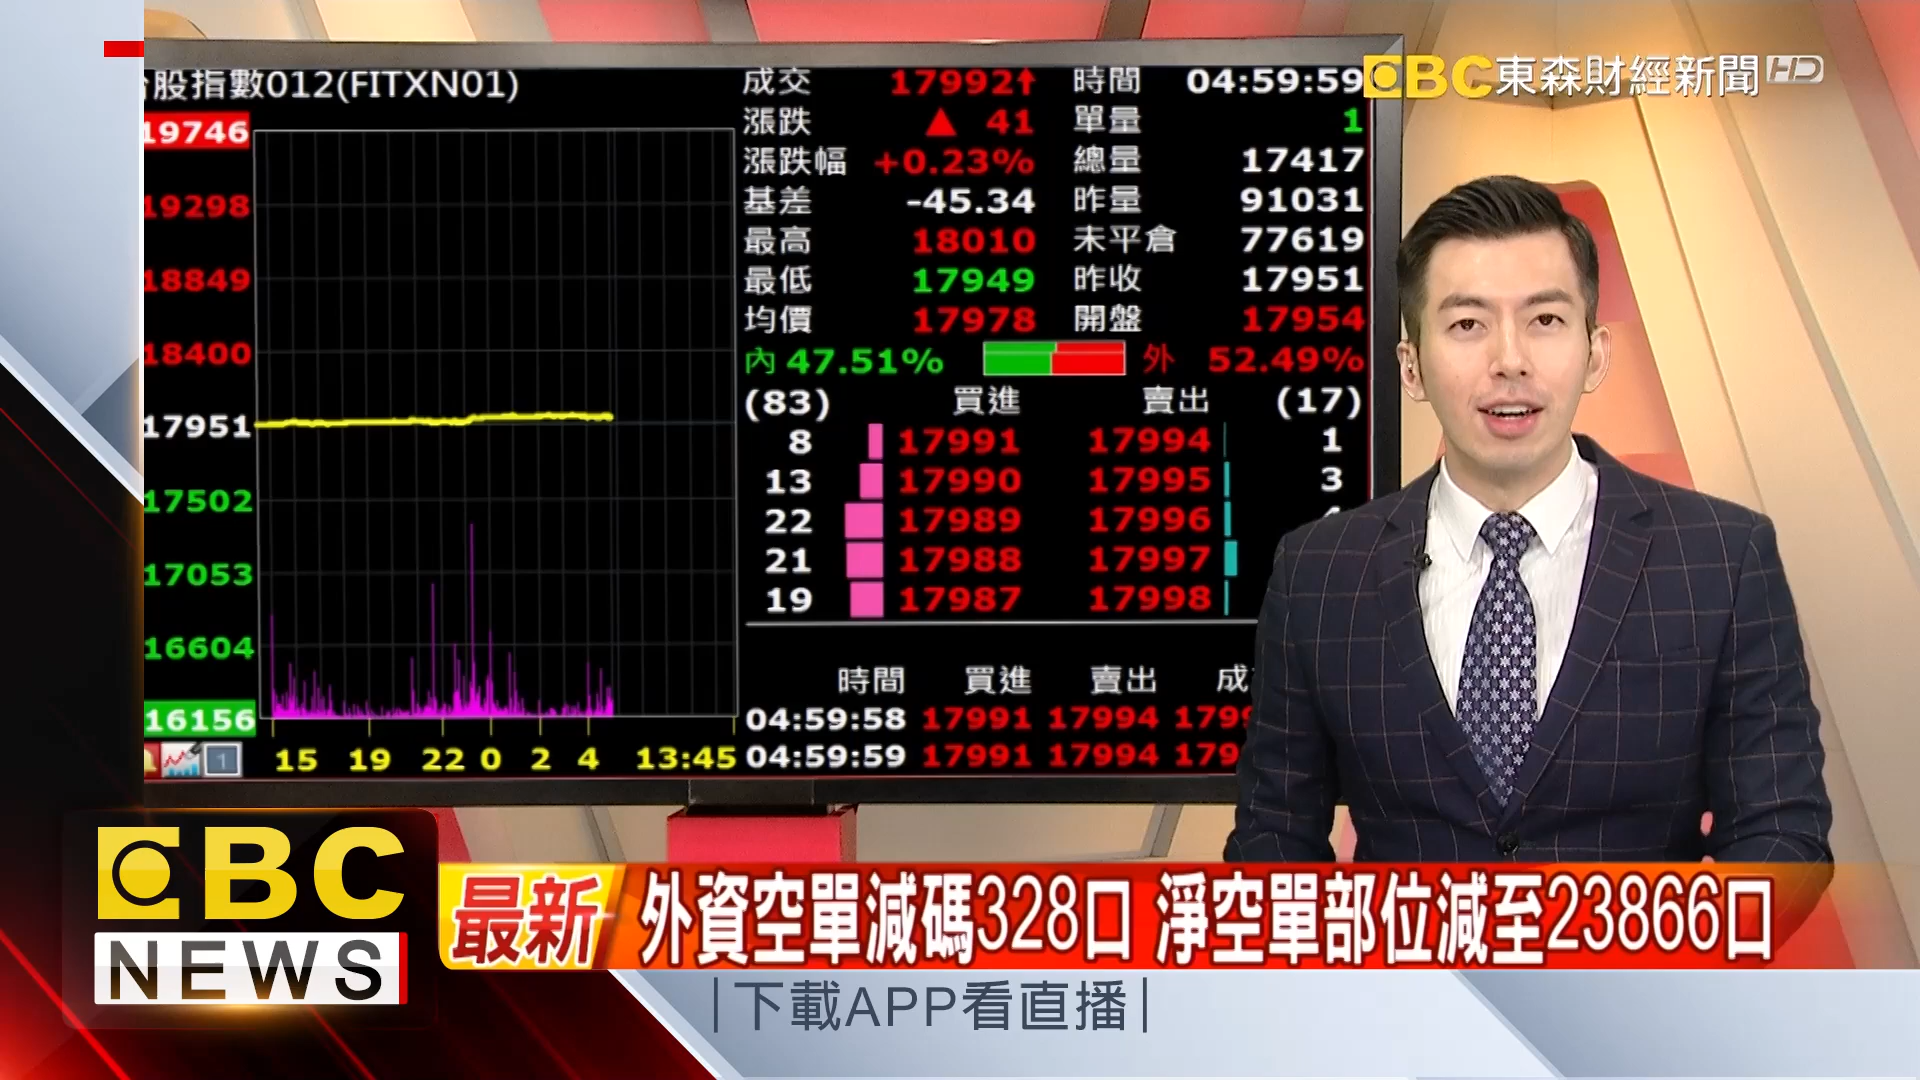 台股指數012(FITXN01)
成交 17992↑ 時間 04:59:59
漲跌 ▲ 41 單量 1
漲跌幅 +0.23% 總量 17417
基差 -45.34 昨量 91031
最高 18010 未平倉 77619
最低 17949 昨收 17951
均價 17978 開盤 17954
內 47.51% 外 52.49%
(83) 買進 賣出 (17)
8 17991 17994 1
13 17990 17995 3
22 17989 17996
21 17988 17997
19 17987 17998
時間 買進 賣出 成
04:59:58 17991 17994 1799
04:59:59 17991 17994 179
19746
19298
18849
18400
17951
17502
17053
16604
16156
1
15 19 22 0 2 4 13:45
EBC東森財經新聞HD
EBC
NEWS
最新 外資空單減碼328口 淨空單部位減至23866口
|下載APP看直播|